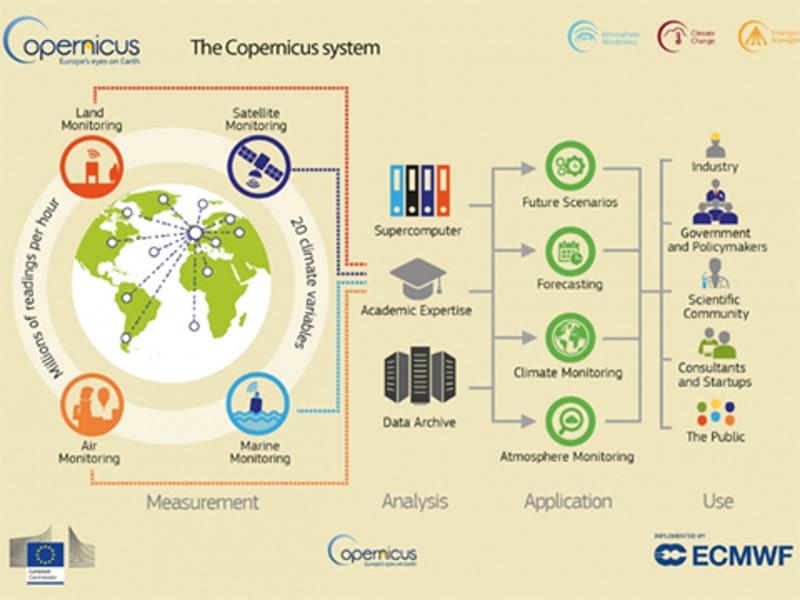 Copernicus
Europe's eyes on Earth
The Copernicus system
Atmosphere
Monitoring
Climate
Change
Land
Monitoring
Satellite
Monitoring
Millions of readings per hour
20 climate variables
Air
Monitoring
Marine
Monitoring
Measurement
Supercomputer
Academic Expertise
Data Archive
Analysis
Future Scenarios
Forecasting
Climate Monitoring
Atmosphere Monitoring
Application
Industry
Government
and Policymakers
Scientific
Community
Consultants
and Startups
The Public
Use
European
Commission
Copernicus
Europe's eyes on Earth
IMPLEMENTED BY
ECMWF